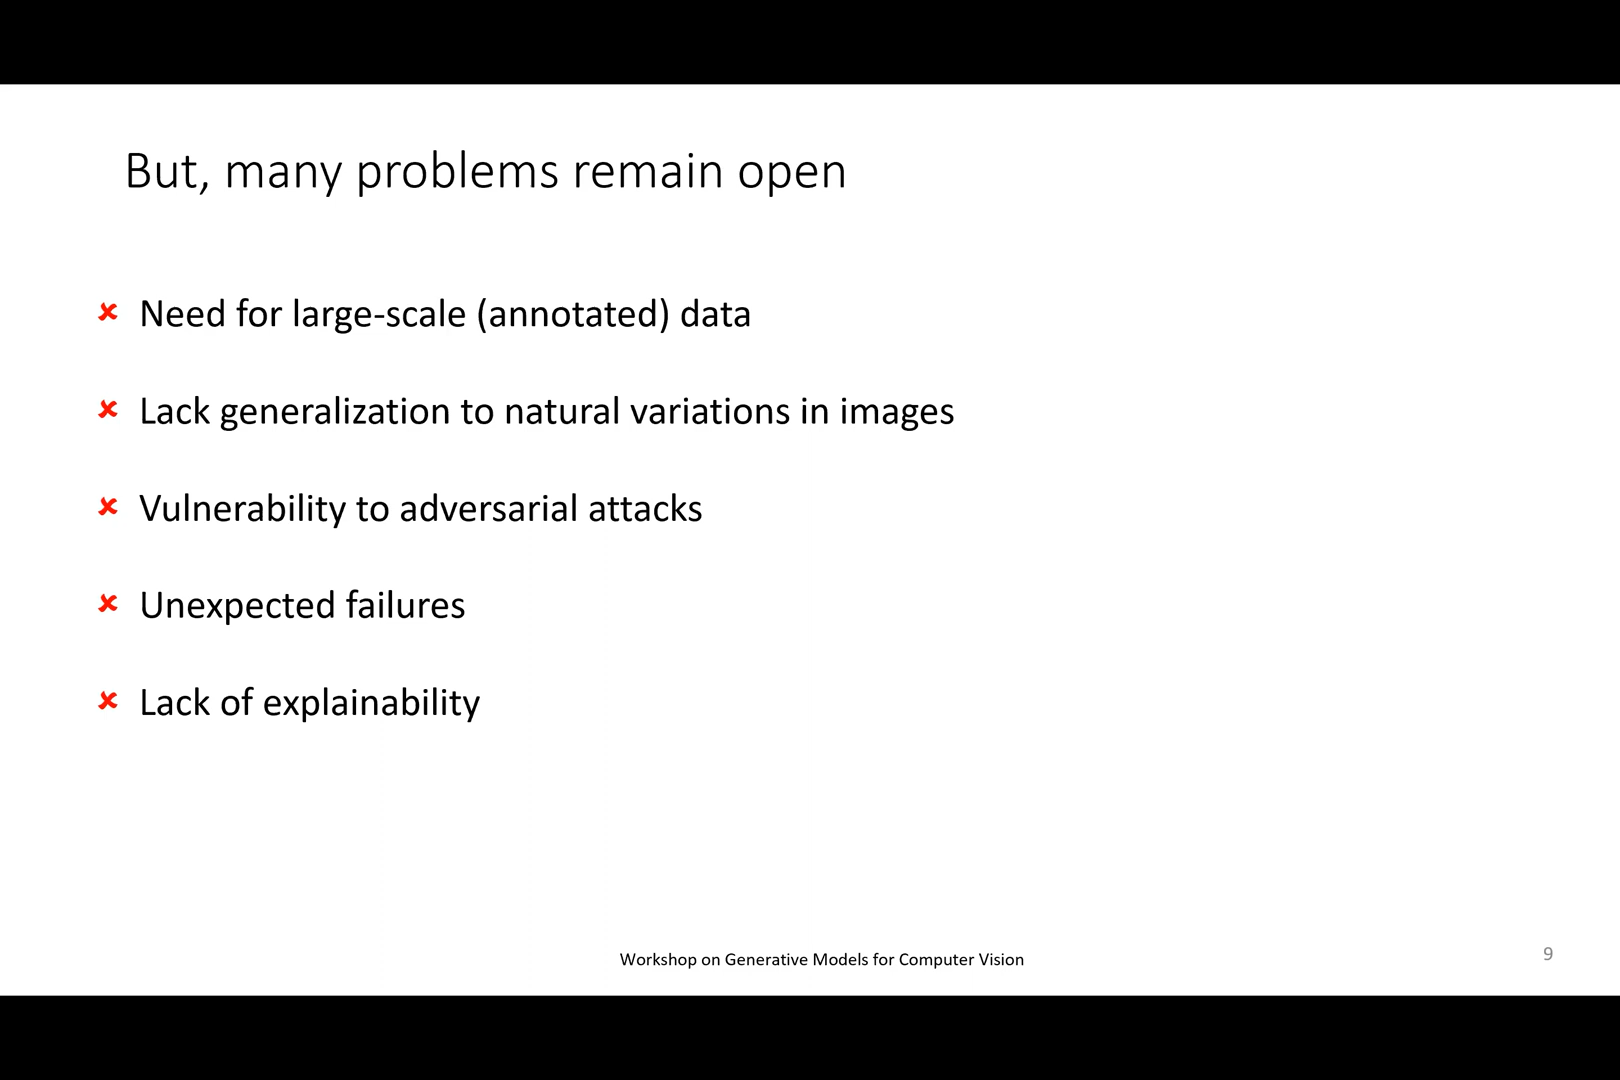 But, many problems remain open
✘ Need for large-scale (annotated) data
✘ Lack generalization to natural variations in images
✘ Vulnerability to adversarial attacks
✘ Unexpected failures
✘ Lack of explainability
Workshop on Generative Models for Computer Vision
9